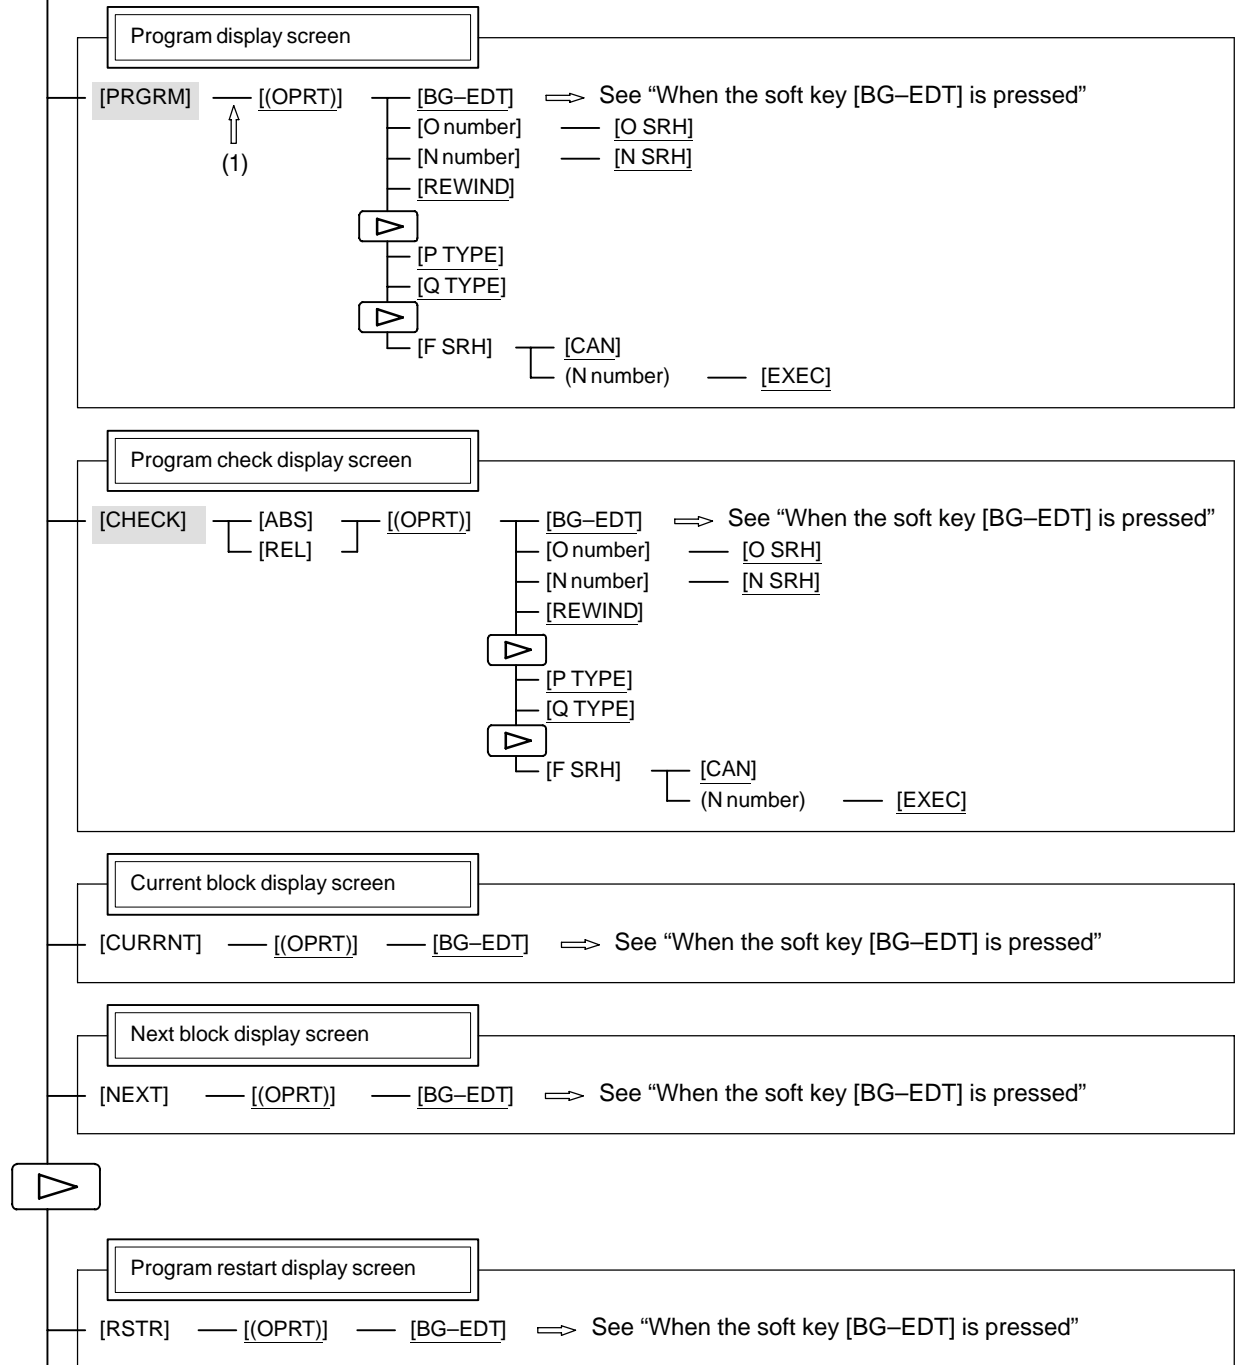 Program display screen
[PRGRM] [(OPRT)] [BG–EDT] See “When the soft key [BG–EDT] is pressed”
[O number] [O SRH]
(1) [N number] [N SRH]
[REWIND]
[P TYPE]
[Q TYPE]
[F SRH] [CAN]
(N number) [EXEC]
Program check display screen
[CHECK] [ABS] [(OPRT)] [BG–EDT] See “When the soft key [BG–EDT] is pressed”
[REL] [O number] [O SRH]
[N number] [N SRH]
[REWIND]
[P TYPE]
[Q TYPE]
[F SRH] [CAN]
(N number) [EXEC]
Current block display screen
[CURRNT] [(OPRT)] [BG–EDT] See “When the soft key [BG–EDT] is pressed”
Next block display screen
[NEXT] [(OPRT)] [BG–EDT] See “When the soft key [BG–EDT] is pressed”
Program restart display screen
[RSTR] [(OPRT)] [BG–EDT] See “When the soft key [BG–EDT] is pressed”